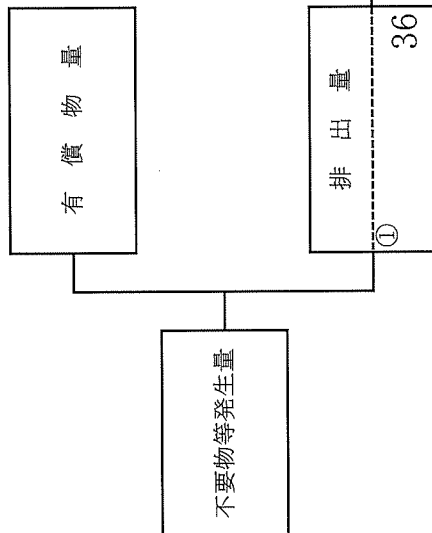 有償物量
不要物等発生量
排出量
①
36